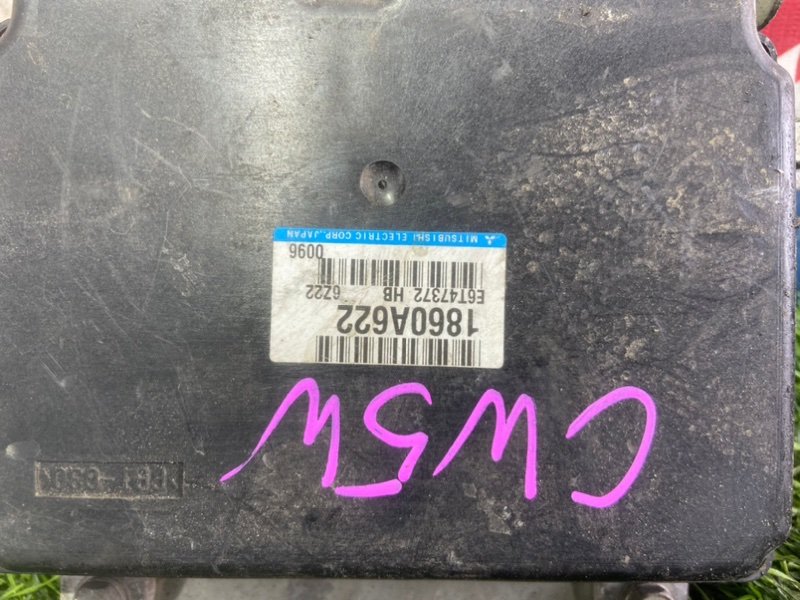 1860A622
E6T47372 HB 6Z22
0096
MITSUBISHI ELECTRIC CORP. JAPAN
CW5W